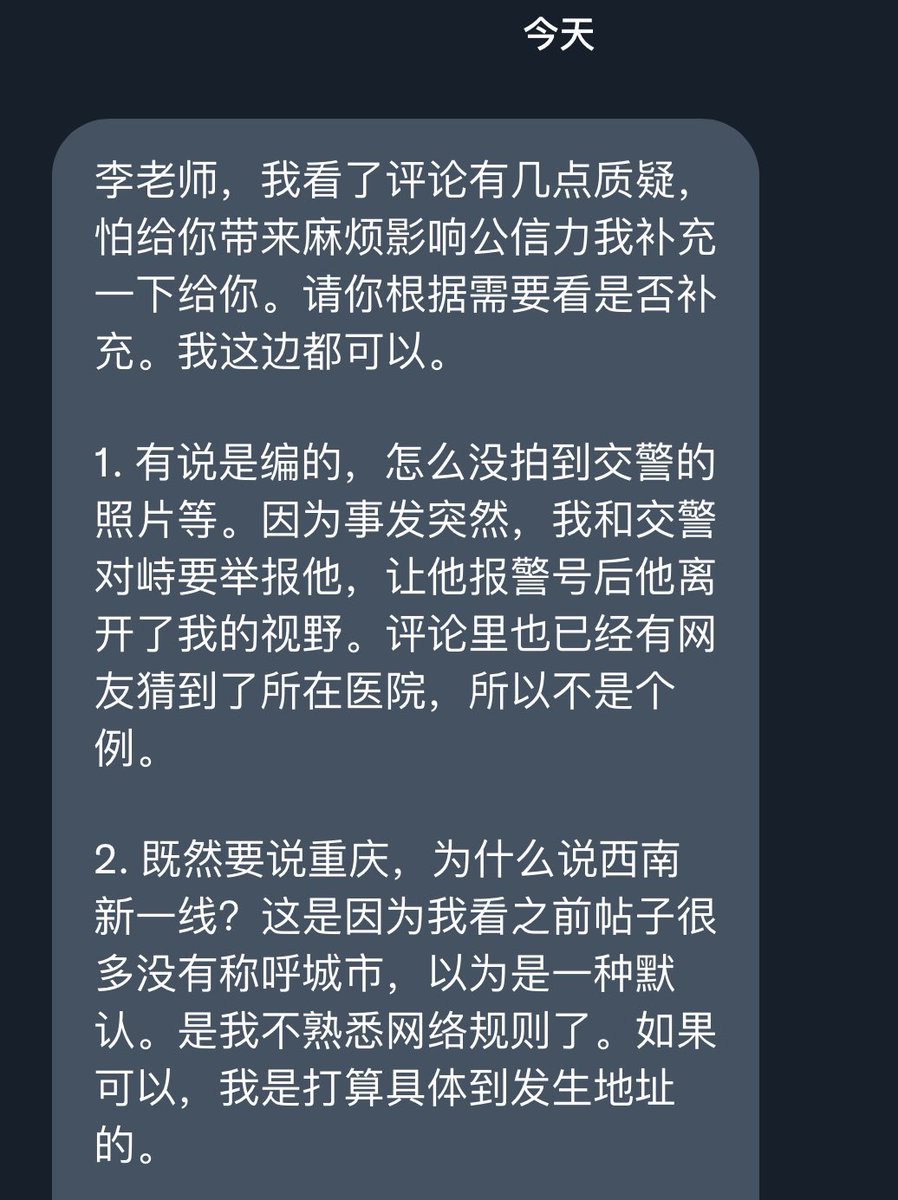 今天
李老师，我看了评论有几点质疑，
怕给你带来麻烦影响公信力我补充
一下给你。请你根据需要看是否补
充。我这边都可以。
1. 有说是编的，怎么没拍到交警的
照片等。因为事发突然，我和交警
对峙要举报他，让他报警号后他离
开了我的视野。评论里也已经有网
友猜到了所在医院，所以不是个
例。
2. 既然要说重庆，为什么说西南
新一线？这是因为我看之前帖子很
多没有称呼城市，以为是一种默
认。是我不熟悉网络规则了。如果
可以，我是打算具体到发生地址
的。